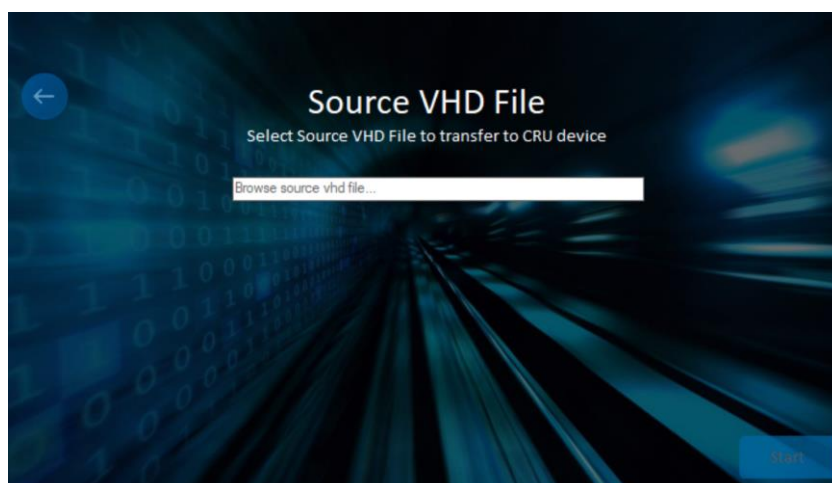 Source VHD File
Select Source VHD File to transfer to CRU device
Browse source vhd file...
Start